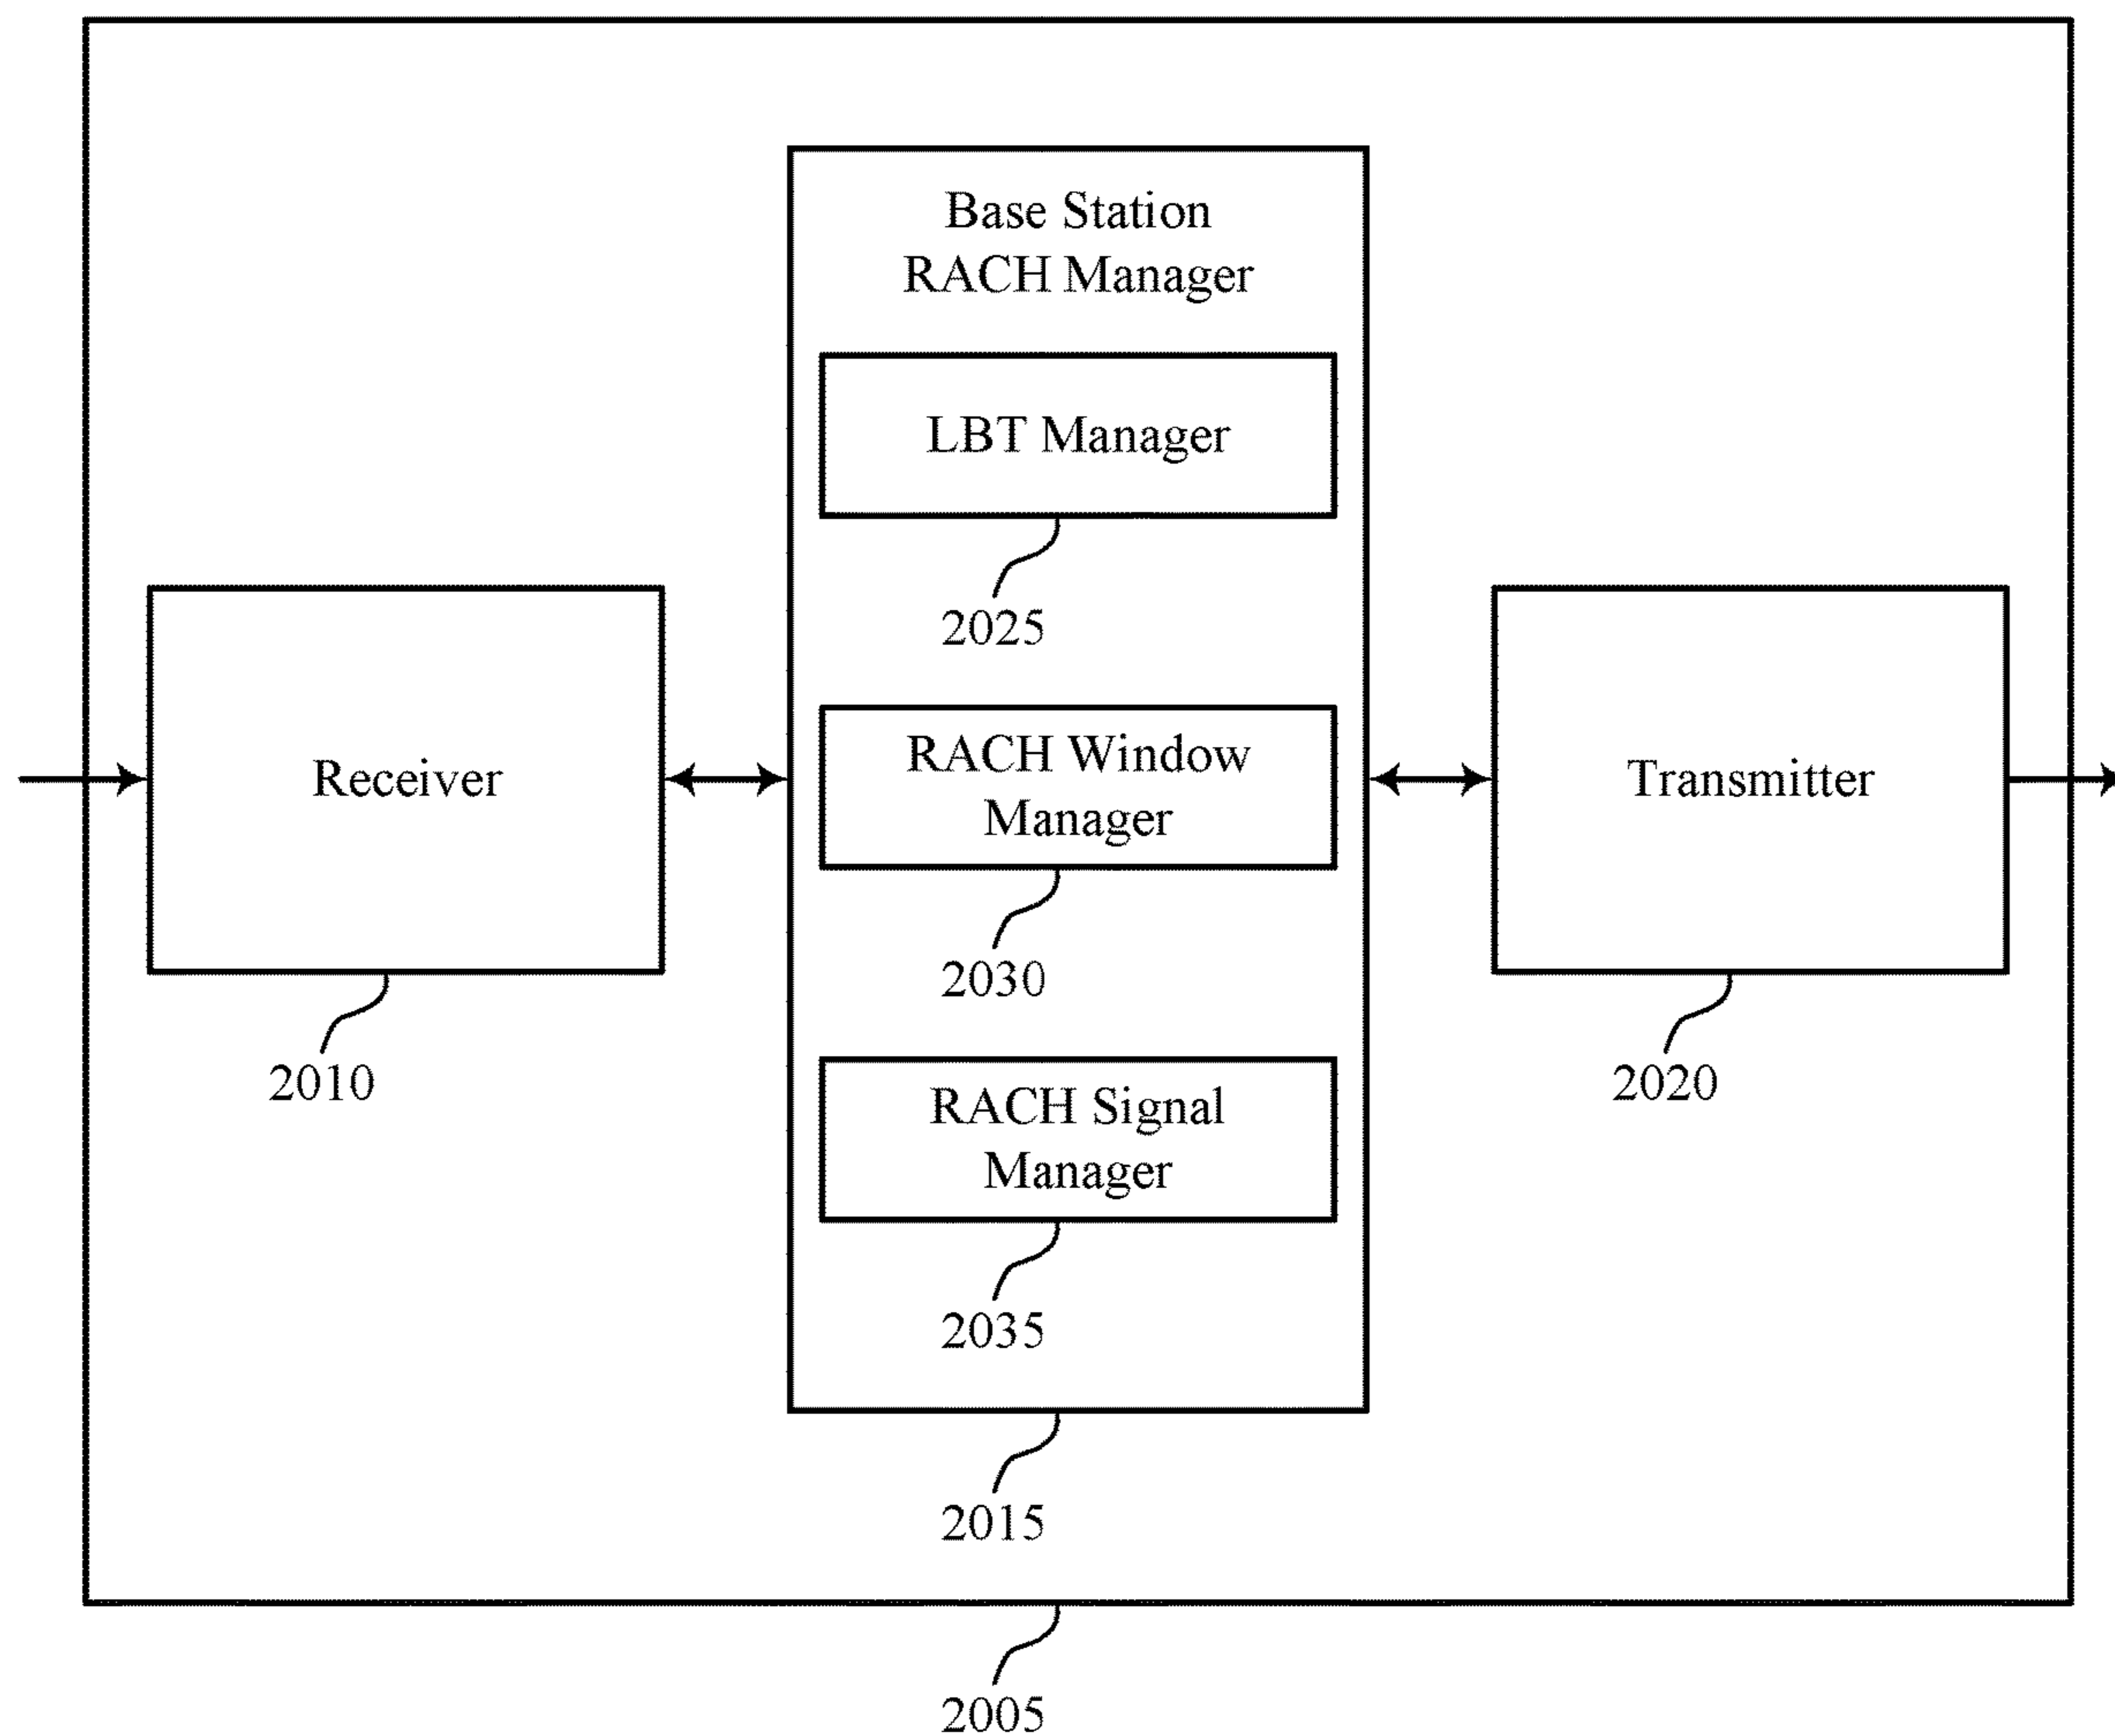 Base Station
RACH Manager
LBT Manager
2025
Receiver
2010
RACH Window
Manager
2030
Transmitter
2020
RACH Signal
Manager
2035
2015
2005